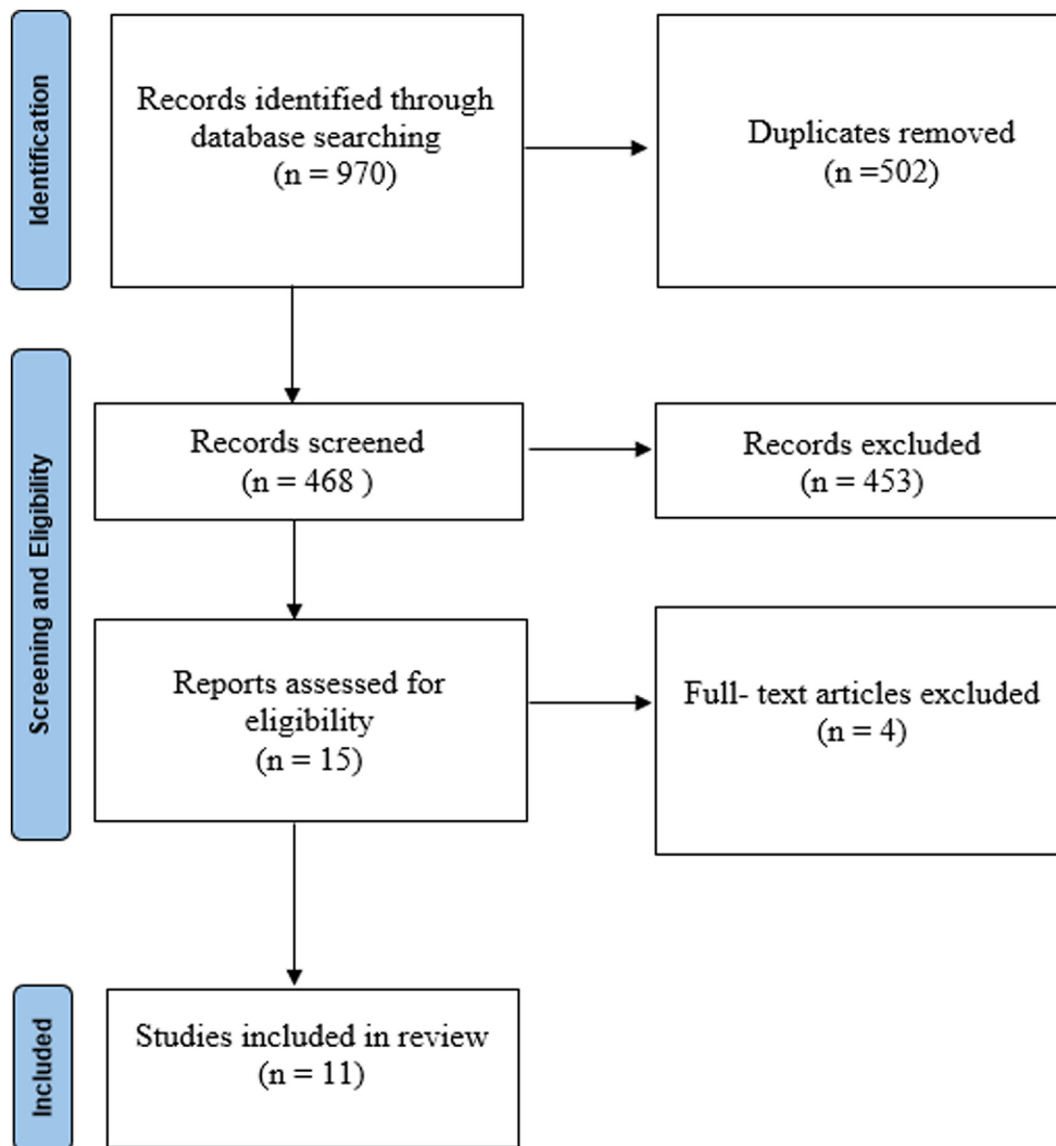 Identification
Records identified through
database searching
(n = 970)
Duplicates removed
(n =502)
Screening and Eligibility
Records screened
(n = 468 )
Records excluded
(n = 453)
Reports assessed for
eligibility
(n = 15)
Full- text articles excluded
(n = 4)
Included
Studies included in review
(n = 11)